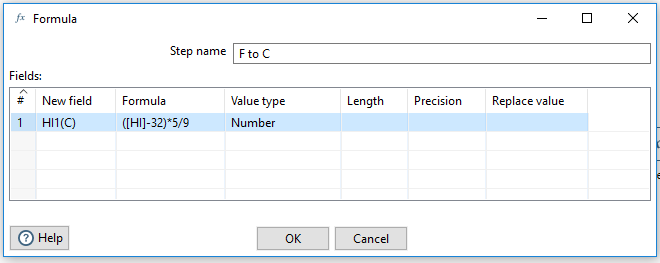 Formula
Step name F to C
Fields:
# New field Formula Value type Length Precision Replace value
1 HI1(C) ([HI]-32)*5/9 Number
Help OK Cancel